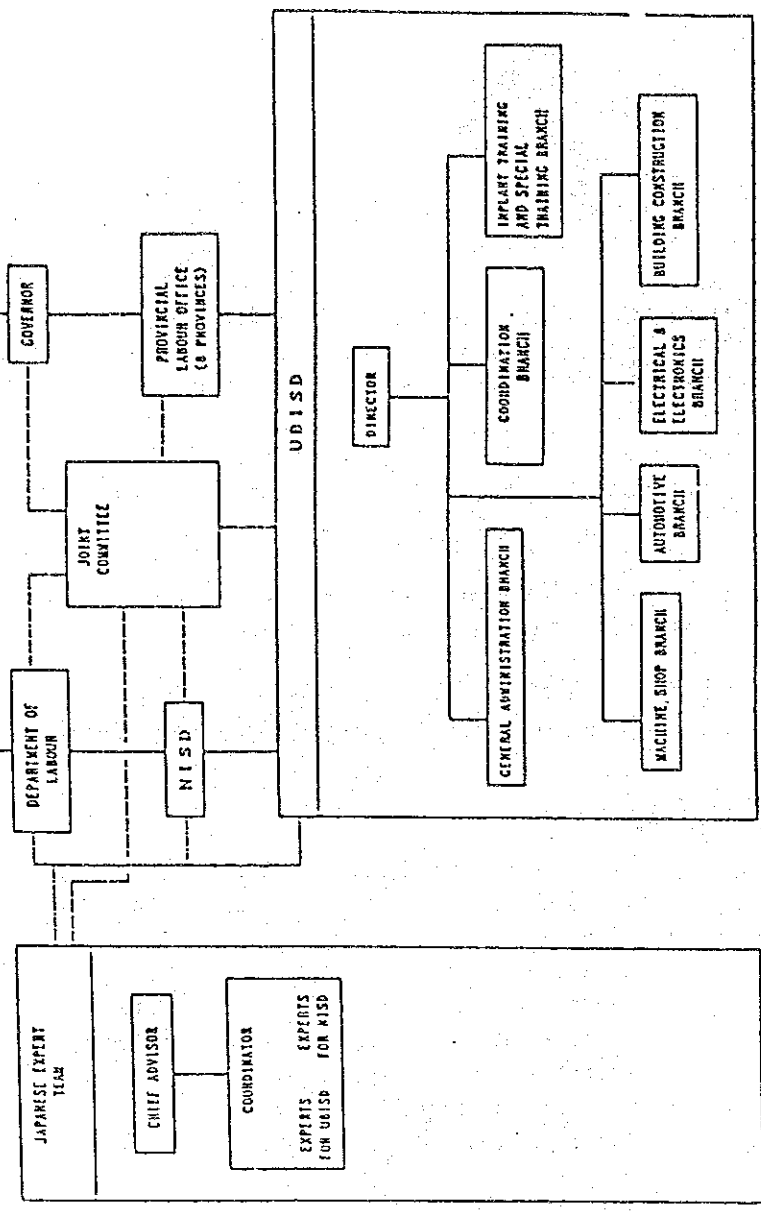 JAPANESE EXPERT
TEAM
CHIEF ADVISOR
COORDINATOR
EXPERTS
FOR UBISD
EXPERTS
FOR NISD
DEPARTMENT OF
LABOUR
NISD
JOINT
COMMITTEE
GOVERNOR
PROVINCIAL
LABOUR OFFICE
(8 PROVINCES)
UBISD
DIRECTOR
GENERAL ADMINISTRATION BRANCH
COORDINATION
BRANCH
INPLANT TRAINING
AND SPECIAL
TRAINING BRANCH
MACHINE SHOP BRANCH
AUTOMOTIVE
BRANCH
ELECTRICAL &
ELECTRONICS
BRANCH
BUILDING CONSTRUCTION
BRANCH